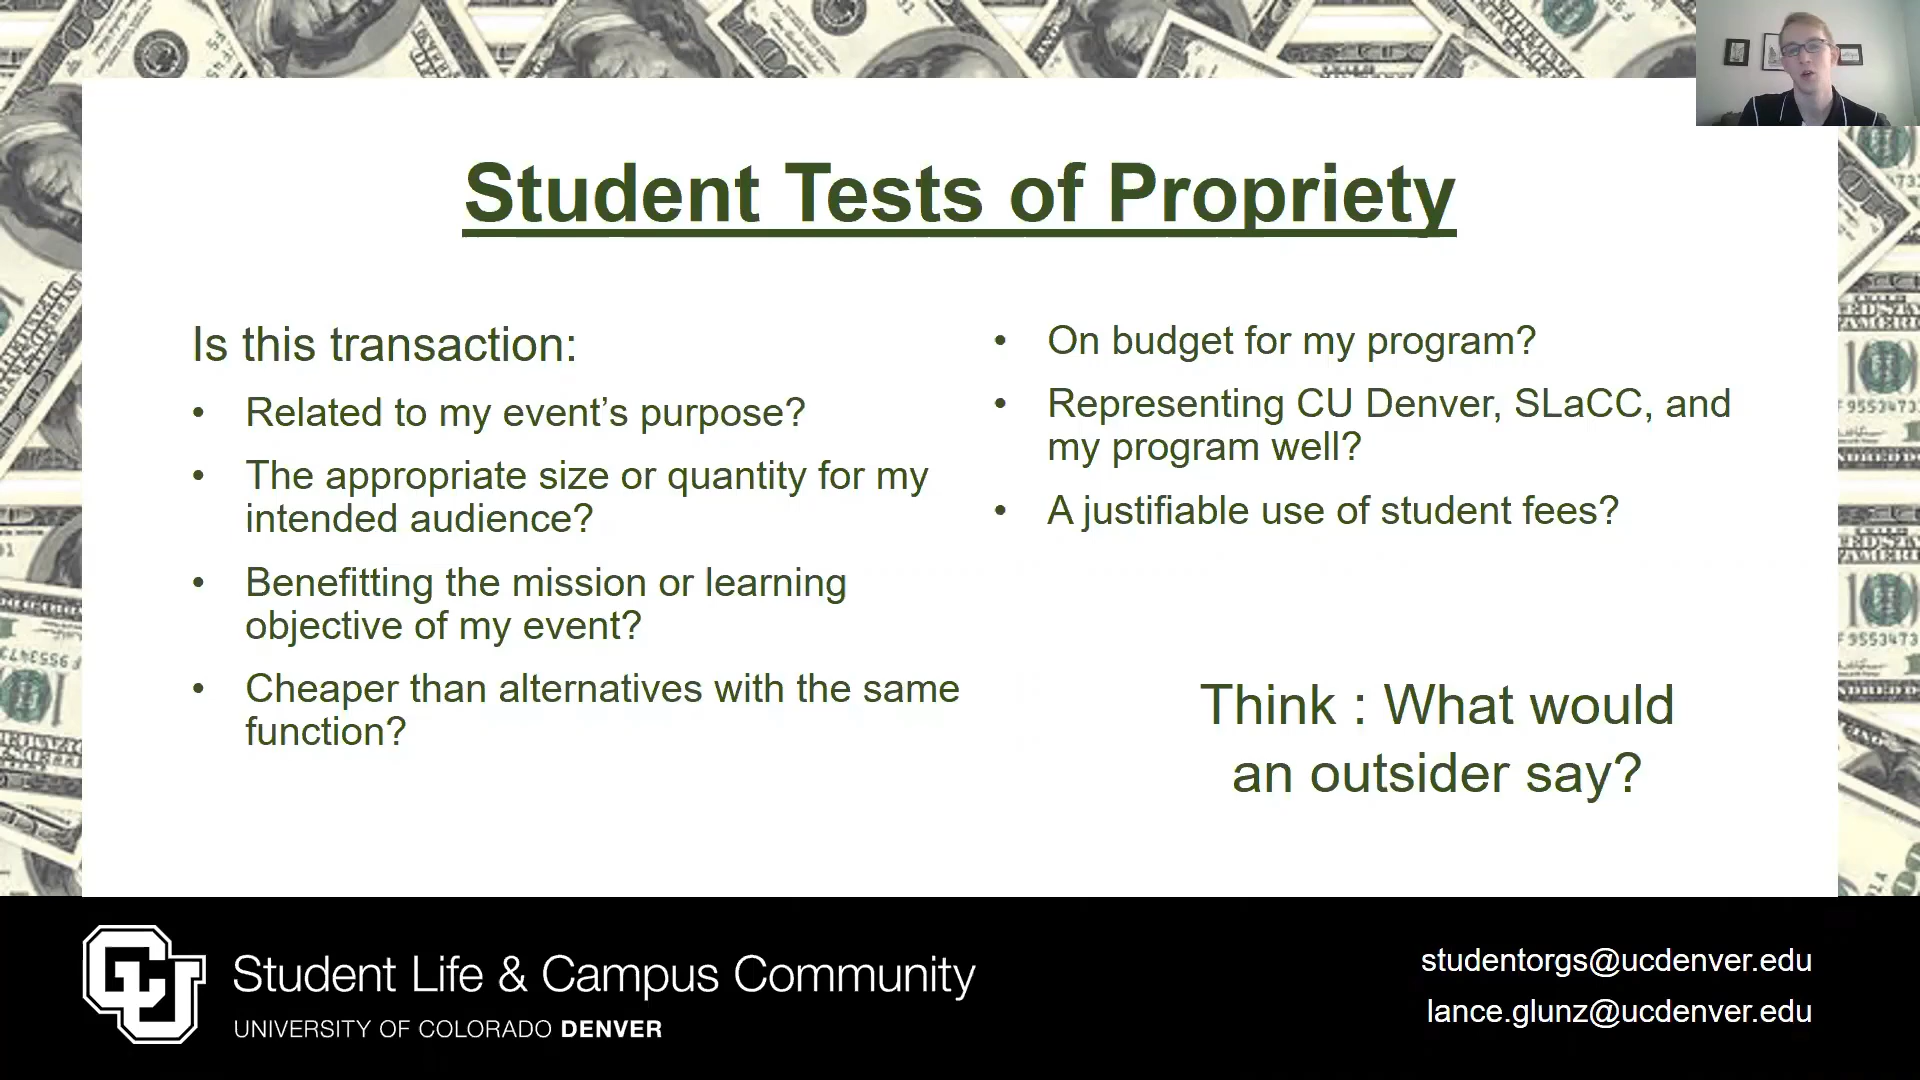 Student Tests of Propriety
Is this transaction:
• Related to my event’s purpose?
• The appropriate size or quantity for my
intended audience?
• Benefitting the mission or learning
objective of my event?
• Cheaper than alternatives with the same
function?
• On budget for my program?
• Representing CU Denver, SLaCC, and
my program well?
• A justifiable use of student fees?
Think : What would
an outsider say?
CU
Student Life & Campus Community
UNIVERSITY OF COLORADO DENVER
studentorgs@ucdenver.edu
lance.glunz@ucdenver.edu